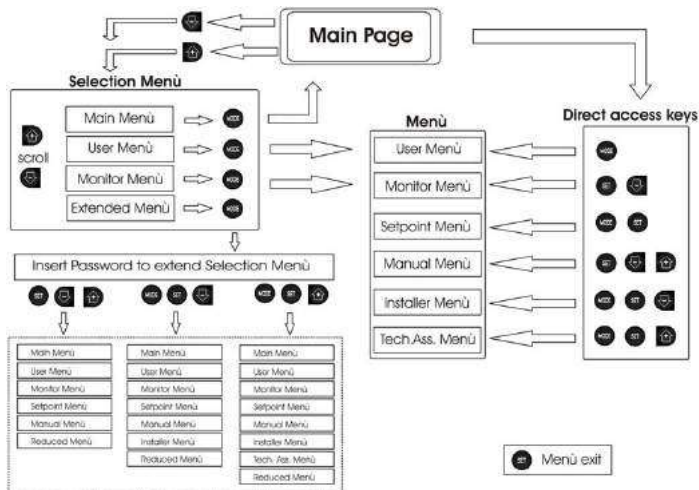 Main Page
Selection Menù
Main Menù
MODE
User Menù
MODE
scroll
Monitor Menù
MODE
Extended Menù
MODE
Insert Password to extend Selection Menù
SET
MODE SET
MODE SET
Main Menù
User Menù
Monitor Menù
Setpoint Menù
Manual Menù
Reduced Menù
Main Menù
User Menù
Monitor Menù
Setpoint Menù
Manual Menù
Installer Menù
Reduced Menù
Main Menù
User Menù
Monitor Menù
Setpoint Menù
Manual Menù
Installer Menù
Tech. Ass. Menù
Reduced Menù
Menù
User Menù
Monitor Menù
Setpoint Menù
Manual Menù
Installer Menù
Tech.Ass. Menù
Direct access keys
MODE
SET
MODE SET
SET
MODE SET
MODE SET
SET Menù exit